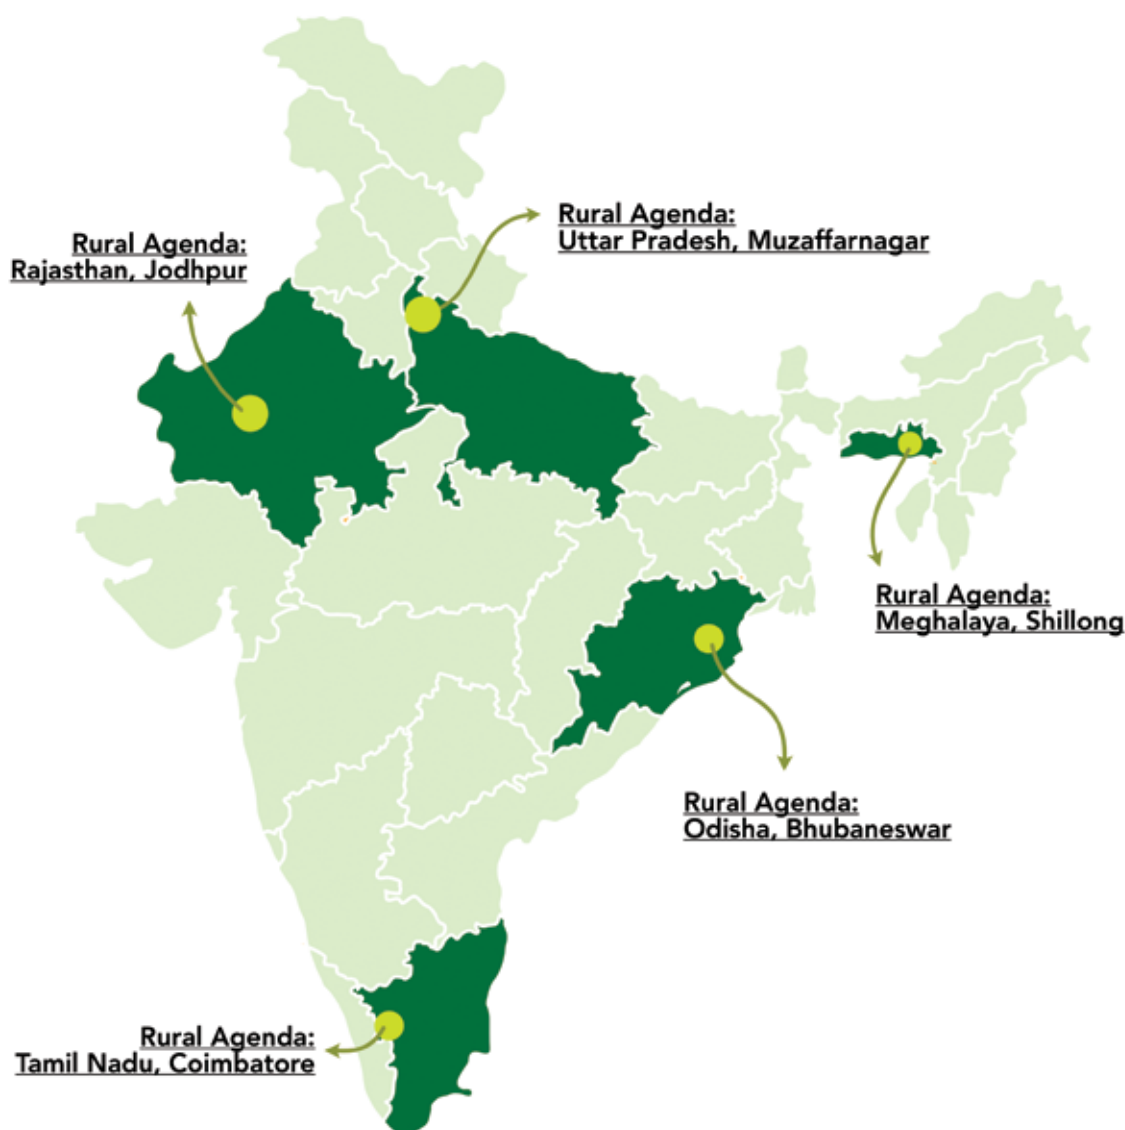 Rural Agenda:
Uttar Pradesh, Muzaffarnagar
Rural Agenda:
Rajasthan, Jodhpur
Rural Agenda:
Meghalaya, Shillong
Rural Agenda:
Odisha, Bhubaneswar
Rural Agenda:
Tamil Nadu, Coimbatore